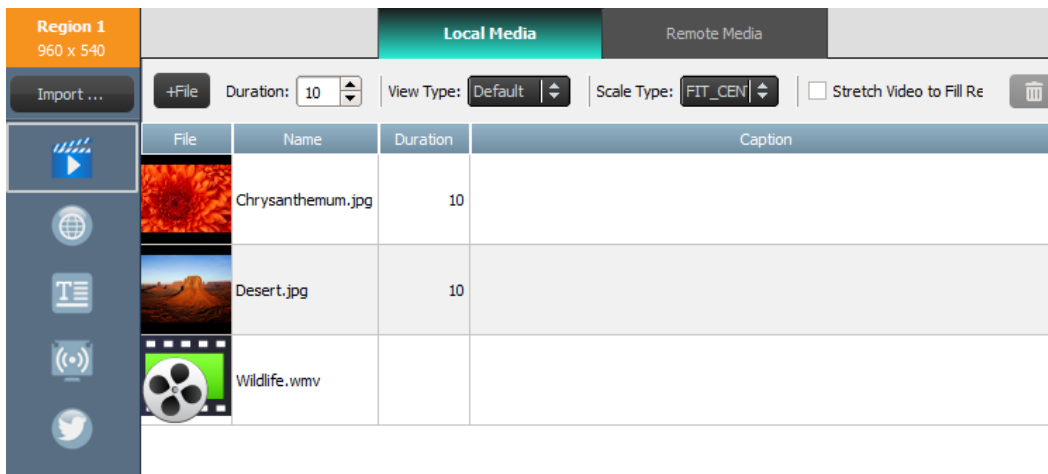 Region 1
960 x 540
Local Media
Remote Media
Import ...
+File
Duration: 10
View Type: Default
Scale Type: FIT_CEN
Stretch Video to Fill Re
File Name Duration Caption
Chrysanthemum.jpg 10
Desert.jpg 10
T
Wildlife.wmv